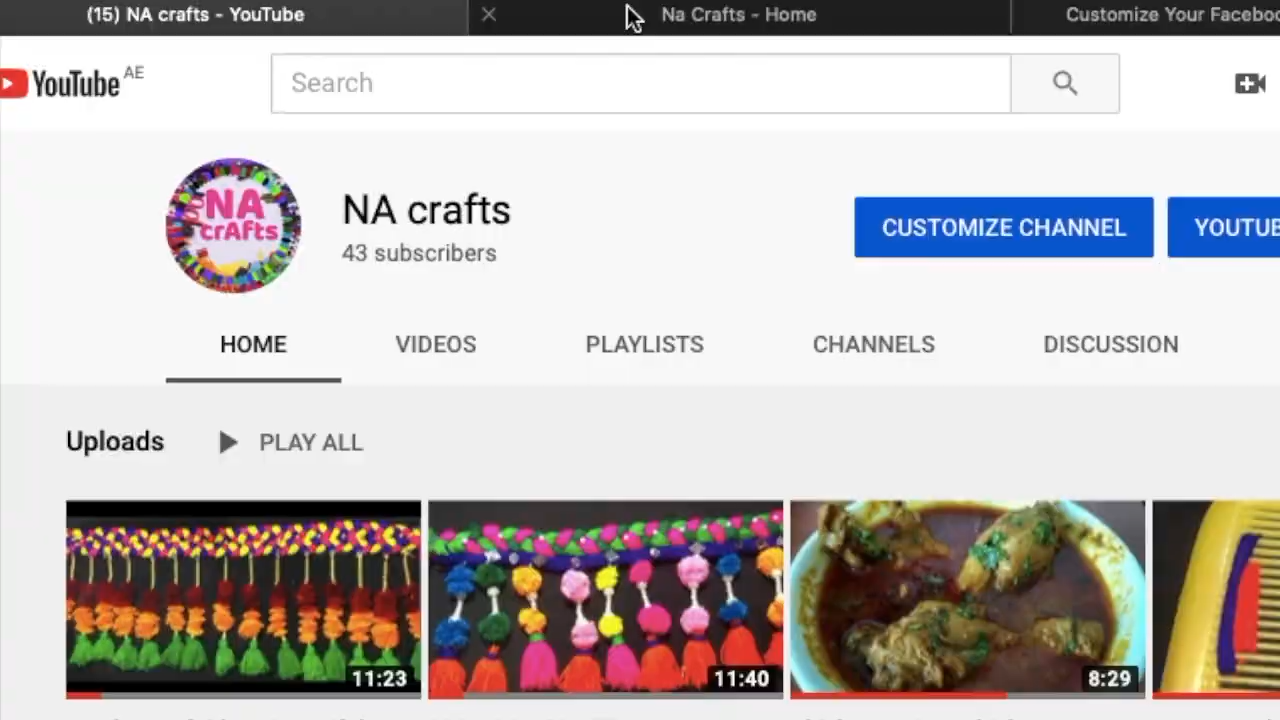 (15) NA crafts - YouTube
Na Crafts - Home
Customize Your Faceboo
YouTube AE
Search
NA crAfts
NA crafts
43 subscribers
CUSTOMIZE CHANNEL
YOUTUB
HOME
VIDEOS
PLAYLISTS
CHANNELS
DISCUSSION
Uploads
PLAY ALL
11:23
11:40
8:29